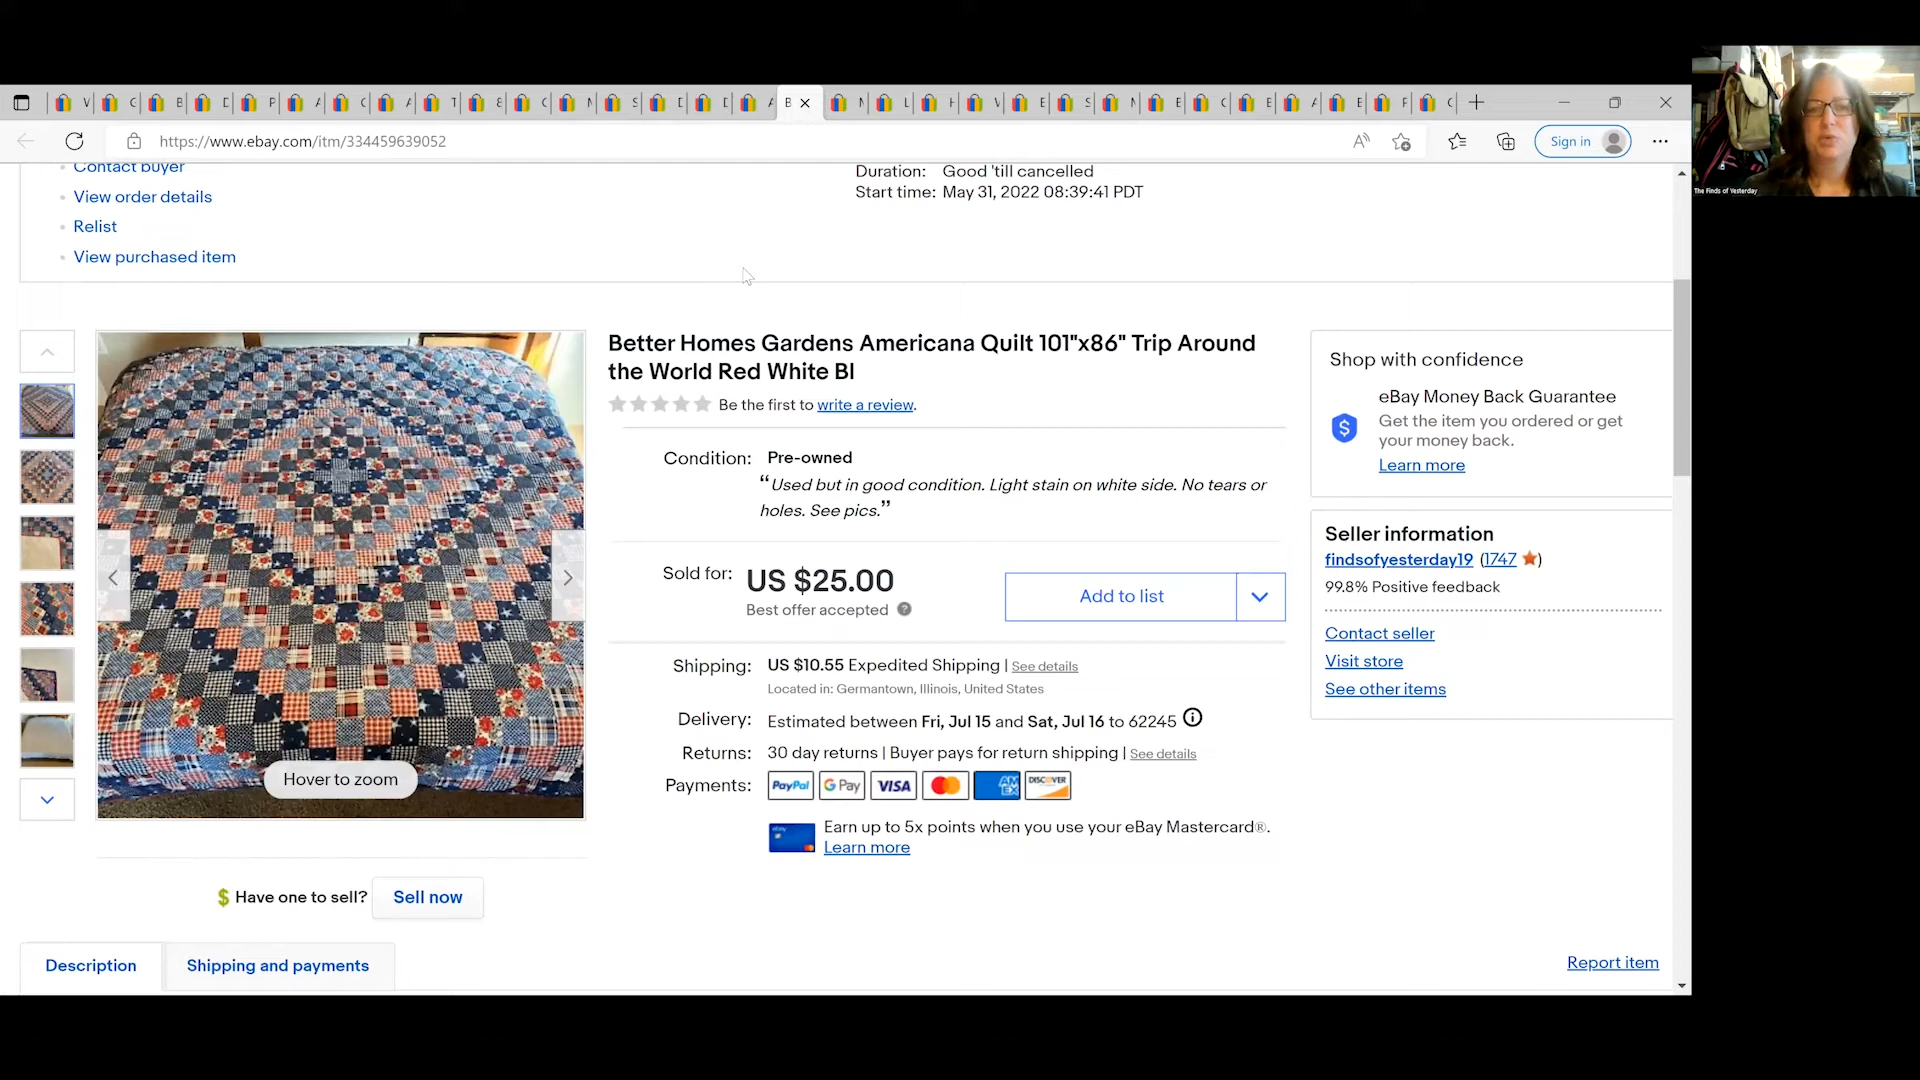 V
C
B
D
P
A
C
A
T
8
C
N
S
D
D
A
B
N
L
H
V
E
S
N
E
C
E
A
E
F
C
https://www.ebay.com/itm/334459639052
Sign in
The Finds of Yesterday
Contact buyer
View order details
Relist
View purchased item
Duration: Good 'till cancelled
Start time: May 31, 2022 08:39:41 PDT
Better Homes Gardens Americana Quilt 101"x86" Trip Around
the World Red White Bl
Be the first to write a review.
Condition: Pre-owned
“Used but in good condition. Light stain on white side. No tears or
holes. See pics.”
Sold for: US $25.00
Best offer accepted ?
Add to list
Shipping: US $10.55 Expedited Shipping | See details
Located in: Germantown, Illinois, United States
Delivery: Estimated between Fri, Jul 15 and Sat, Jul 16 to 62245
Returns: 30 day returns | Buyer pays for return shipping | See details
Payments: PayPal G Pay VISA AM EX DISCOVER
ebay
Earn up to 5x points when you use your eBay Mastercard®.
Learn more
Hover to zoom
$ Have one to sell? Sell now
Shop with confidence
eBay Money Back Guarantee
Get the item you ordered or get
your money back.
Learn more
Seller information
findsofyesterday19 (1747)
99.8% Positive feedback
Contact seller
Visit store
See other items
Description
Shipping and payments
Report item